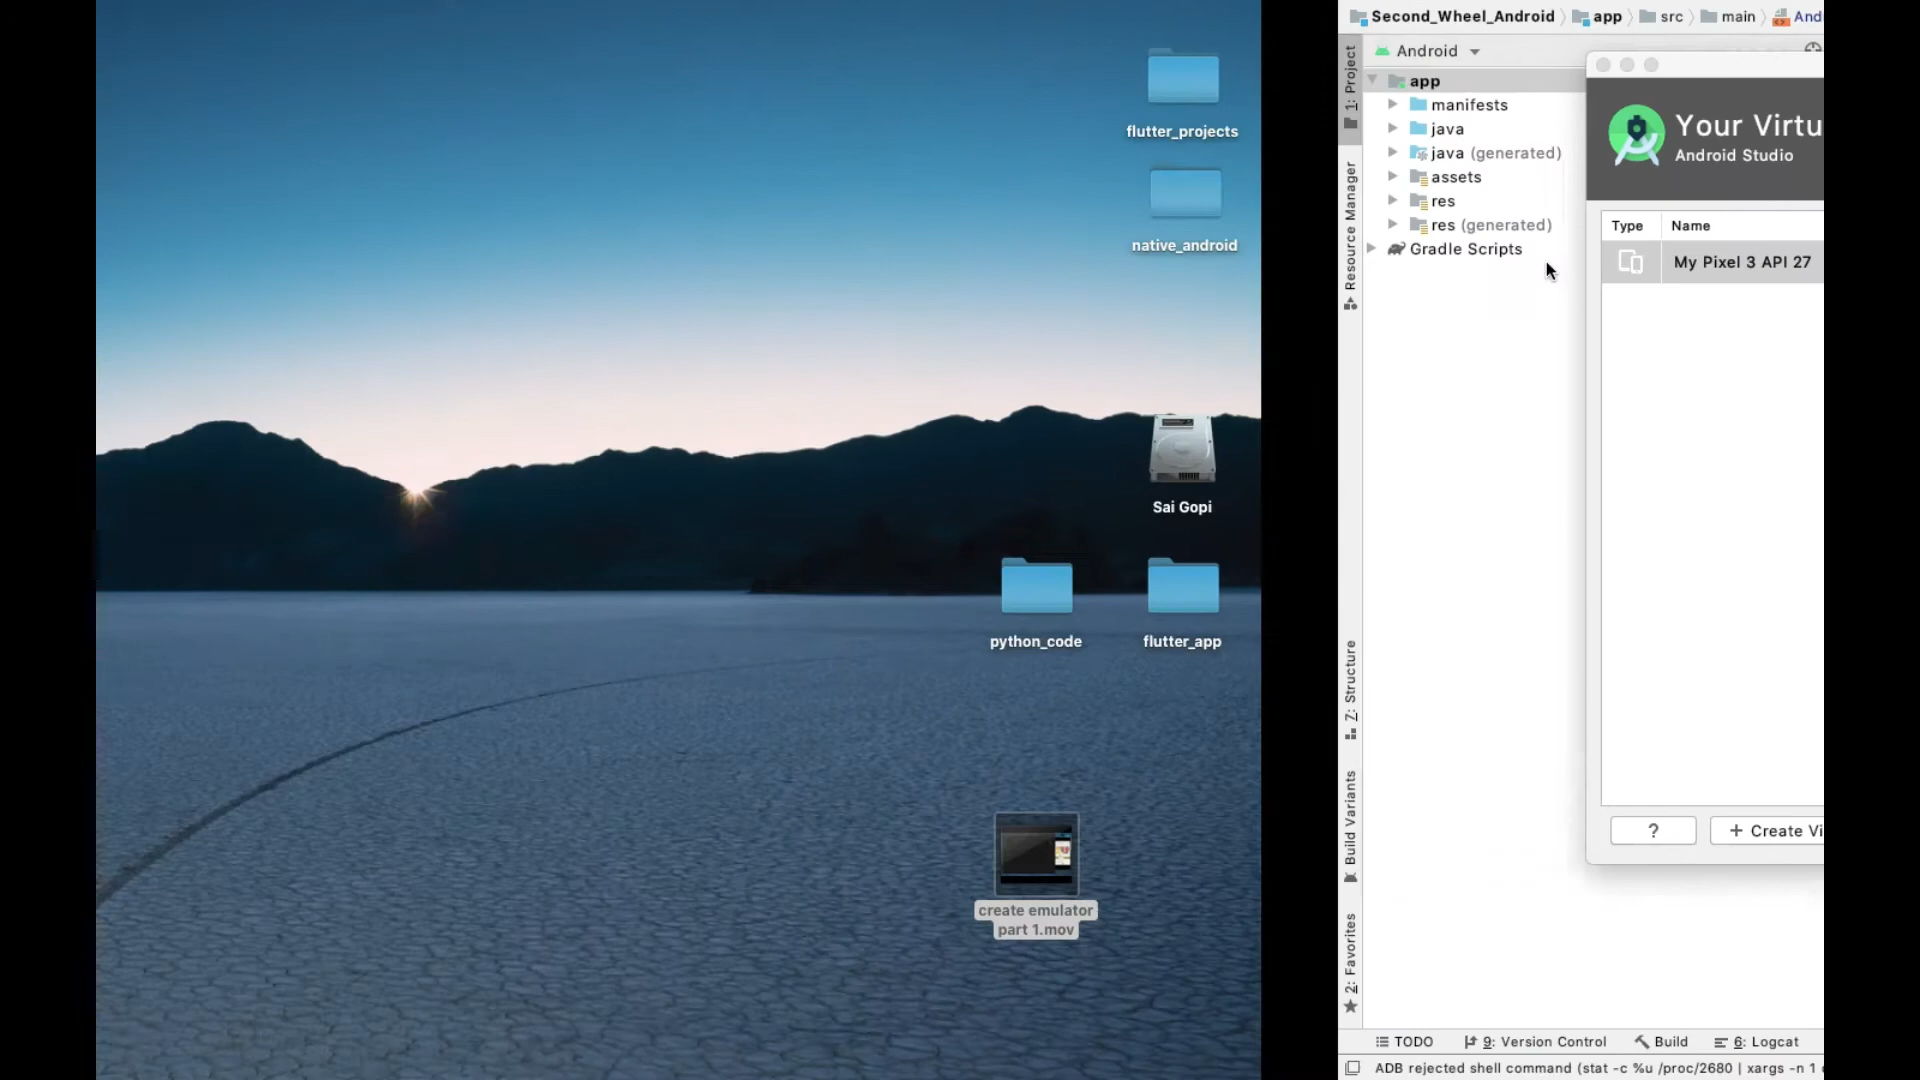 flutter_projects
native_android
Sai Gopi
python_code
flutter_app
create emulator
part 1.mov
Second_Wheel_Android
app
src
main
And
1: Project
Resource Manager
7: Structure
Build Variants
2: Favorites
Android
app
manifests
java
java (generated)
assets
res
res (generated)
Gradle Scripts
Your Virtu
Android Studio
Type Name
My Pixel 3 API 27
?
+ Create Vi
TODO
9: Version Control
Build
6: Logcat
ADB rejected shell command (stat -c %u /proc/2680 | xargs -n 1